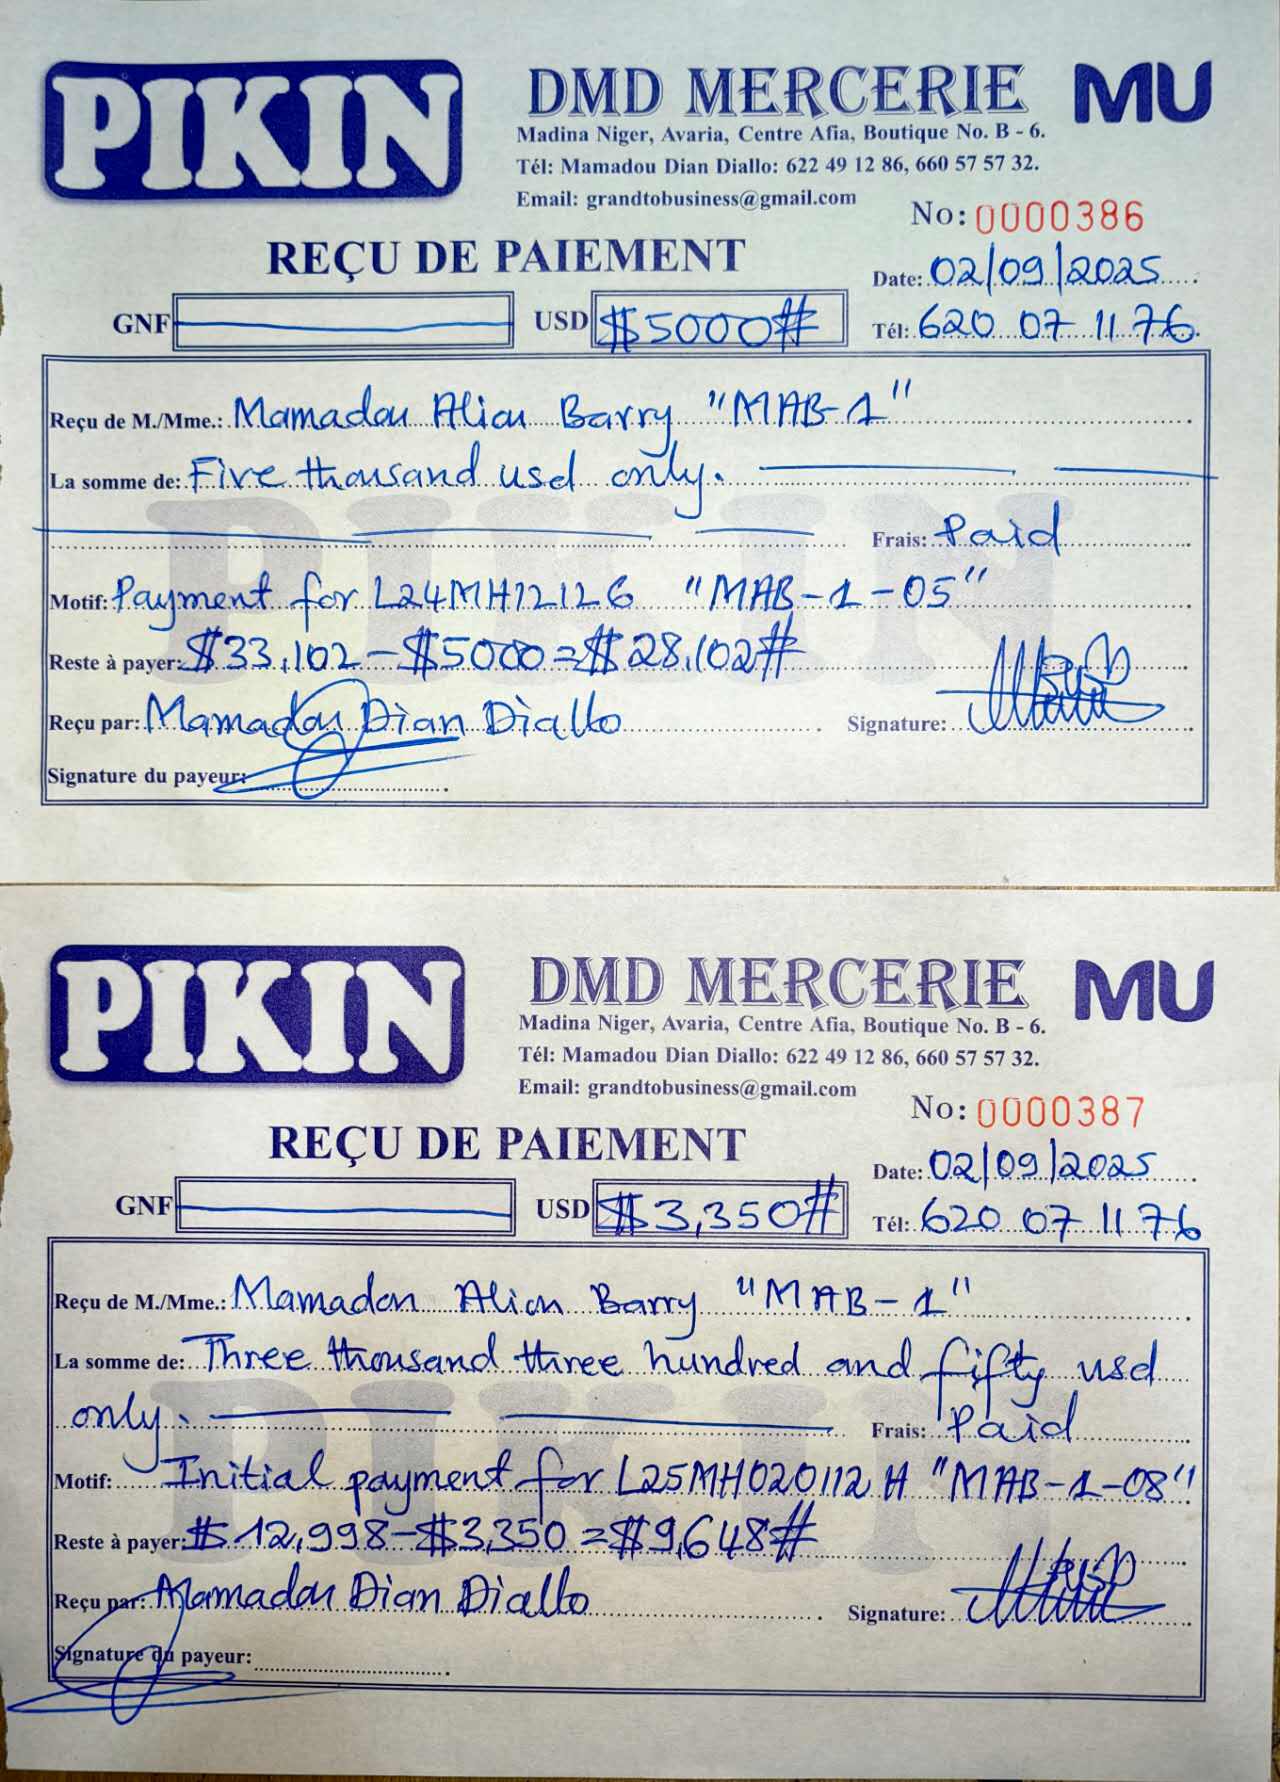 PIKIN
DMD MERCERIE MU
Madina Niger, Avaria, Centre Afia, Boutique No. B - 6.
Tél: Mamadou Dian Diallo: 622 49 12 86, 660 57 57 32.
Email: grandtobusiness@gmail.com
No: 0000386
REÇU DE PAIEMENT
Date: 02/09/2025
GNF USD $5000#
Tél: 620 07 11 76
Reçu de M./Mme.: Mamadou Aliou Barry "MAB-1"
La somme de: Five thousand usd only.
Frais: Paid
PIKIN
Motif: Payment for L24MH12126 "MAB-1-05"
Reste à payer: $33,102-$5000=$28,102#
Reçu par: Mamadou Dian Diallo Signature:
Signature du payeur:
PIKIN
DMD MERCERIE MU
Madina Niger, Avaria, Centre Afia, Boutique No. B - 6.
Tél: Mamadou Dian Diallo: 622 49 12 86, 660 57 57 32.
Email: grandtobusiness@gmail.com
No: 0000387
REÇU DE PAIEMENT
Date: 02/09/2025
GNF USD $3,350#
Tél: 620 07 11 76
Reçu de M./Mme.: Mamadou Aliou Barry "MAB-1"
La somme de: Three thousand three hundred and fifty usd
only. Frais: Paid
PIKIN
Motif: Initial payment for L25MH020112H "MAB-1-08"
Reste à payer: $12,998-$3,350=$9,648#
Reçu par: Mamadou Dian Diallo Signature:
Signature du payeur: